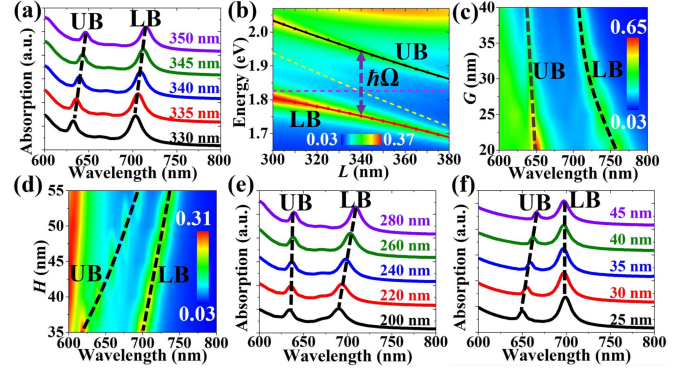 (a)
UB
LB
350 nm
345 nm
340 nm
335 nm
330 nm
Absorption (a.u.)
600 650 700 750 800
Wavelength (nm)
(b)
2.0
1.9
1.8
1.7
Energy (eV)
UB
ℏΩ
LB
0.03 0.37
300 320 340 360 380
L (nm)
(c)
40
35
30
25
20
G (nm)
UB
LB
0.65
0.03
600 650 700 750 800
Wavelength (nm)
(d)
55
50
45
40
35
H (nm)
UB
LB
0.31
0.03
600 650 700 750 800
Wavelength (nm)
(e)
UB
LB
280 nm
260 nm
240 nm
220 nm
200 nm
Absorption (a.u.)
600 650 700 750 800
Wavelength (nm)
(f)
UB
LB
45 nm
40 nm
35 nm
30 nm
25 nm
Absorption (a.u.)
600 650 700 750 800
Wavelength (nm)